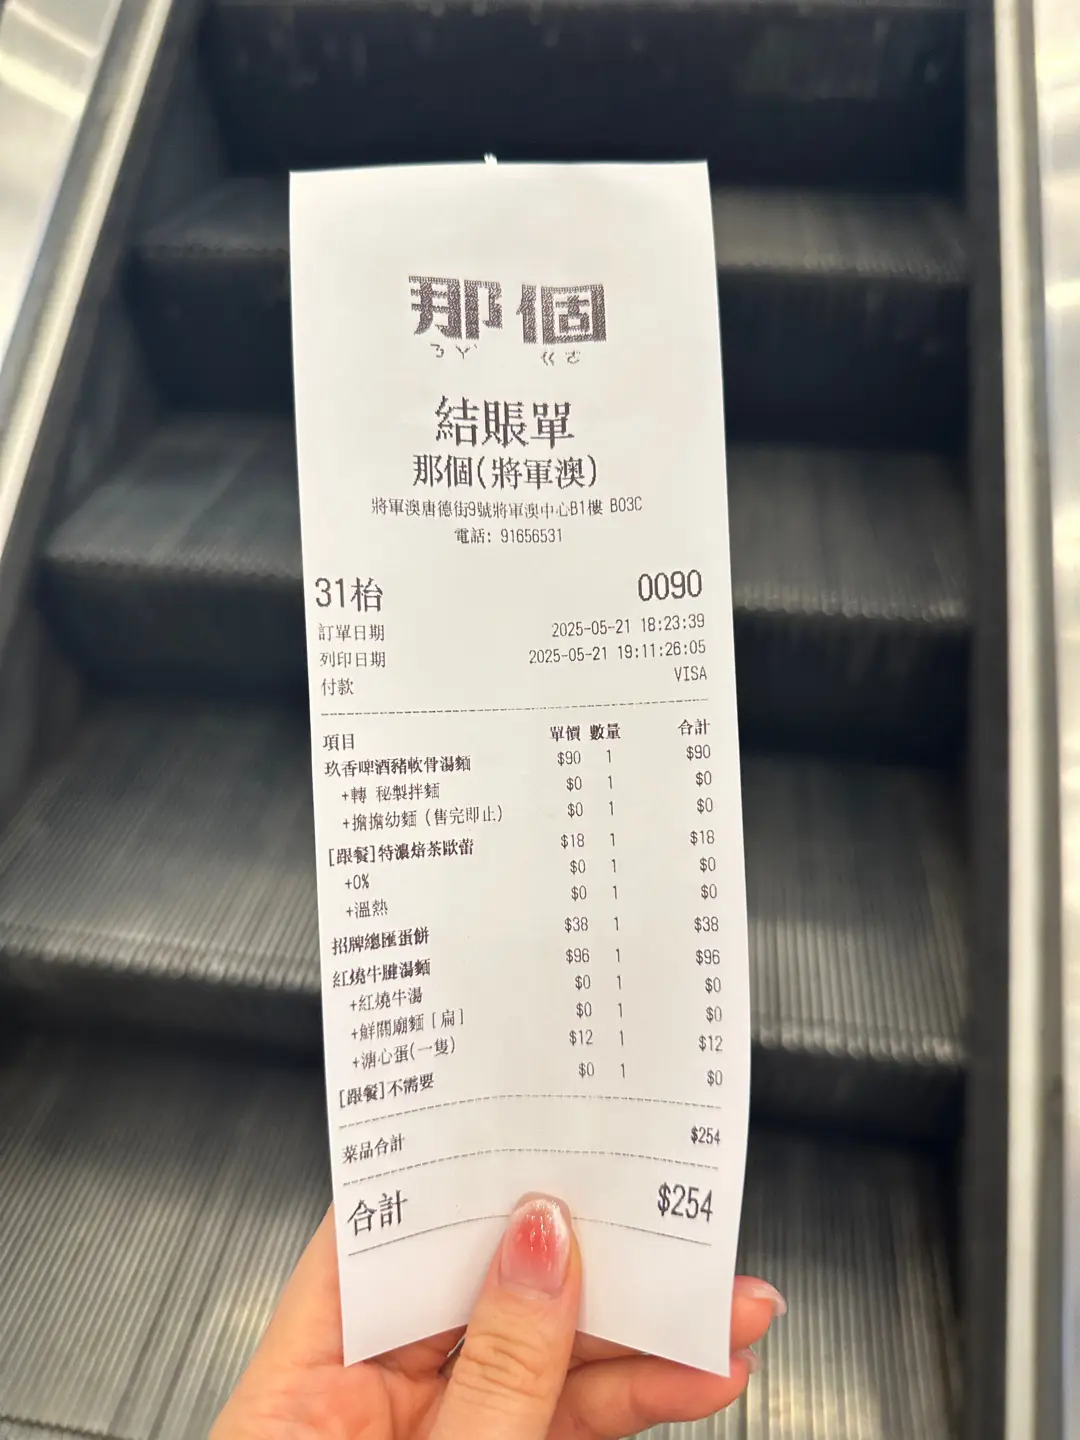 那個
ㄋㄚˋ ㄍㄜ
結賬單
那個(將軍澳)
將軍澳唐德街9號將軍澳中心B1樓 B03C
電話: 91656531
31枱 0090
訂單日期 2025-05-21 18:23:39
列印日期 2025-05-21 19:11:26:05
付款 VISA
項目 單價 數量 合計
玖香啤酒豬軟骨湯麵 $90 1 $90
+轉 秘製拌麵 $0 1 $0
+擔擔幼麵 (售完即止) $0 1 $0
[跟餐]特濃焙茶歐蕾 $18 1 $18
+0% $0 1 $0
+溫熱 $0 1 $0
招牌總匯蛋餅 $38 1 $38
紅燒牛腱湯麵 $96 1 $96
+紅燒牛湯 $0 1 $0
+鮮關廟麵 [扁] $0 1 $0
+溏心蛋(一隻) $12 1 $12
[跟餐]不需要 $0 1 $0
菜品合計 $254
合計 $254